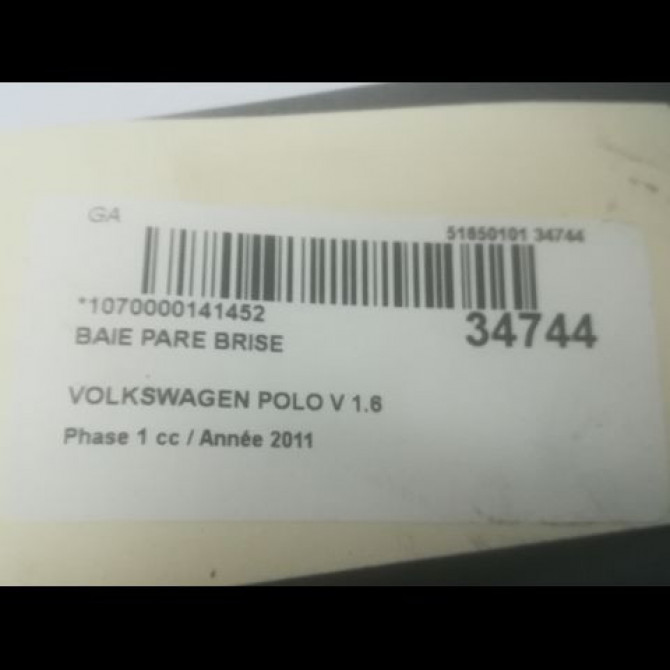 GA
51650101 34744
*1070000141452
34744
BAIE PARE BRISE
VOLKSWAGEN POLO V 1.6
Phase 1 cc / Année 2011